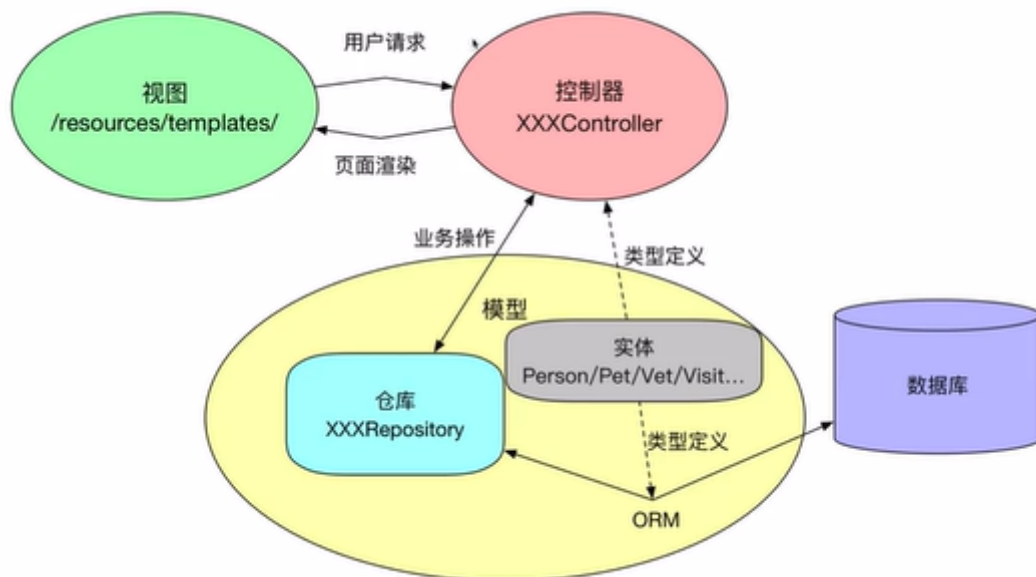 用户请求
视图
/resources/templates/
控制器
XXXController
页面渲染
业务操作
类型定义
模型
实体
Person/Pet/Vet/Visit...
仓库
XXXRepository
数据库
类型定义
ORM